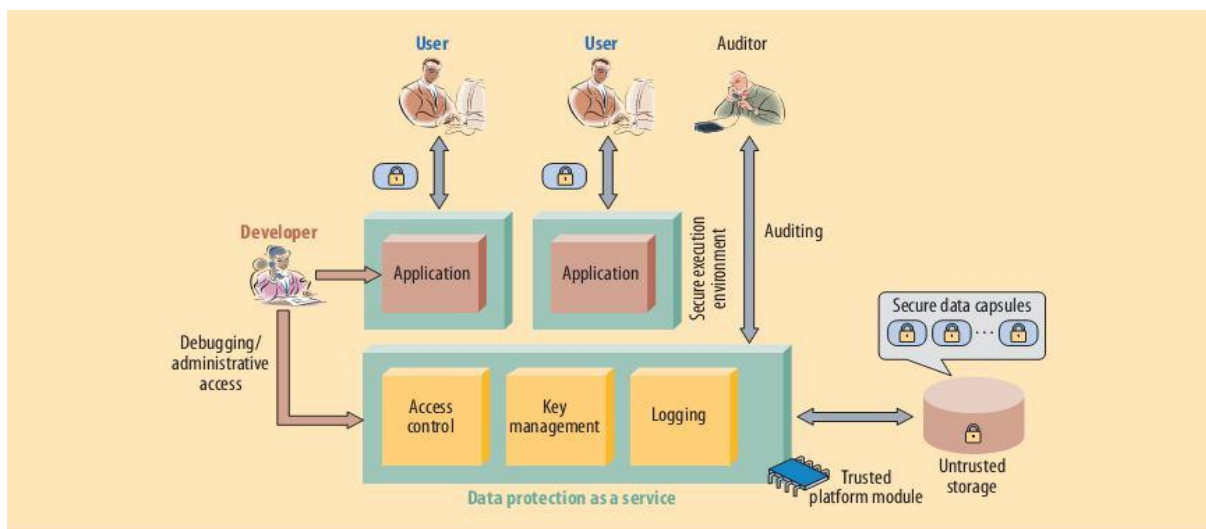 User
User
Auditor
Developer
Application
Application
Secure execution
environment
Auditing
Secure data capsules
Debugging/
administrative
access
Access
control
Key
management
Logging
Trusted
platform module
Untrusted
storage
Data protection as a service